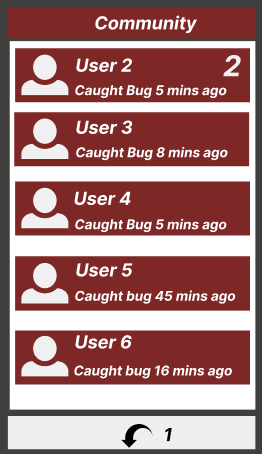 Community
User 2 2
Caught Bug 5 mins ago
User 3
Caught Bug 8 mins ago
User 4
Caught Bug 5 mins ago
User 5
Caught bug 45 mins ago
User 6
Caught bug 16 mins ago
1